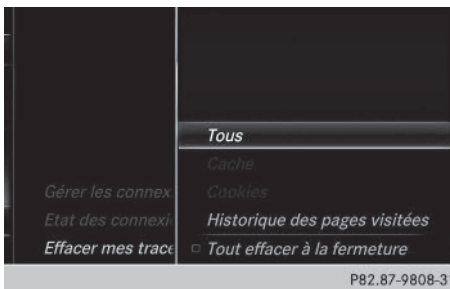 Gérer les connex
Etat des connexi
Effacer mes trace
Tous
Cache
Cookies
Historique des pages visitées
Tout effacer à la fermeture
P82.87-9808-31